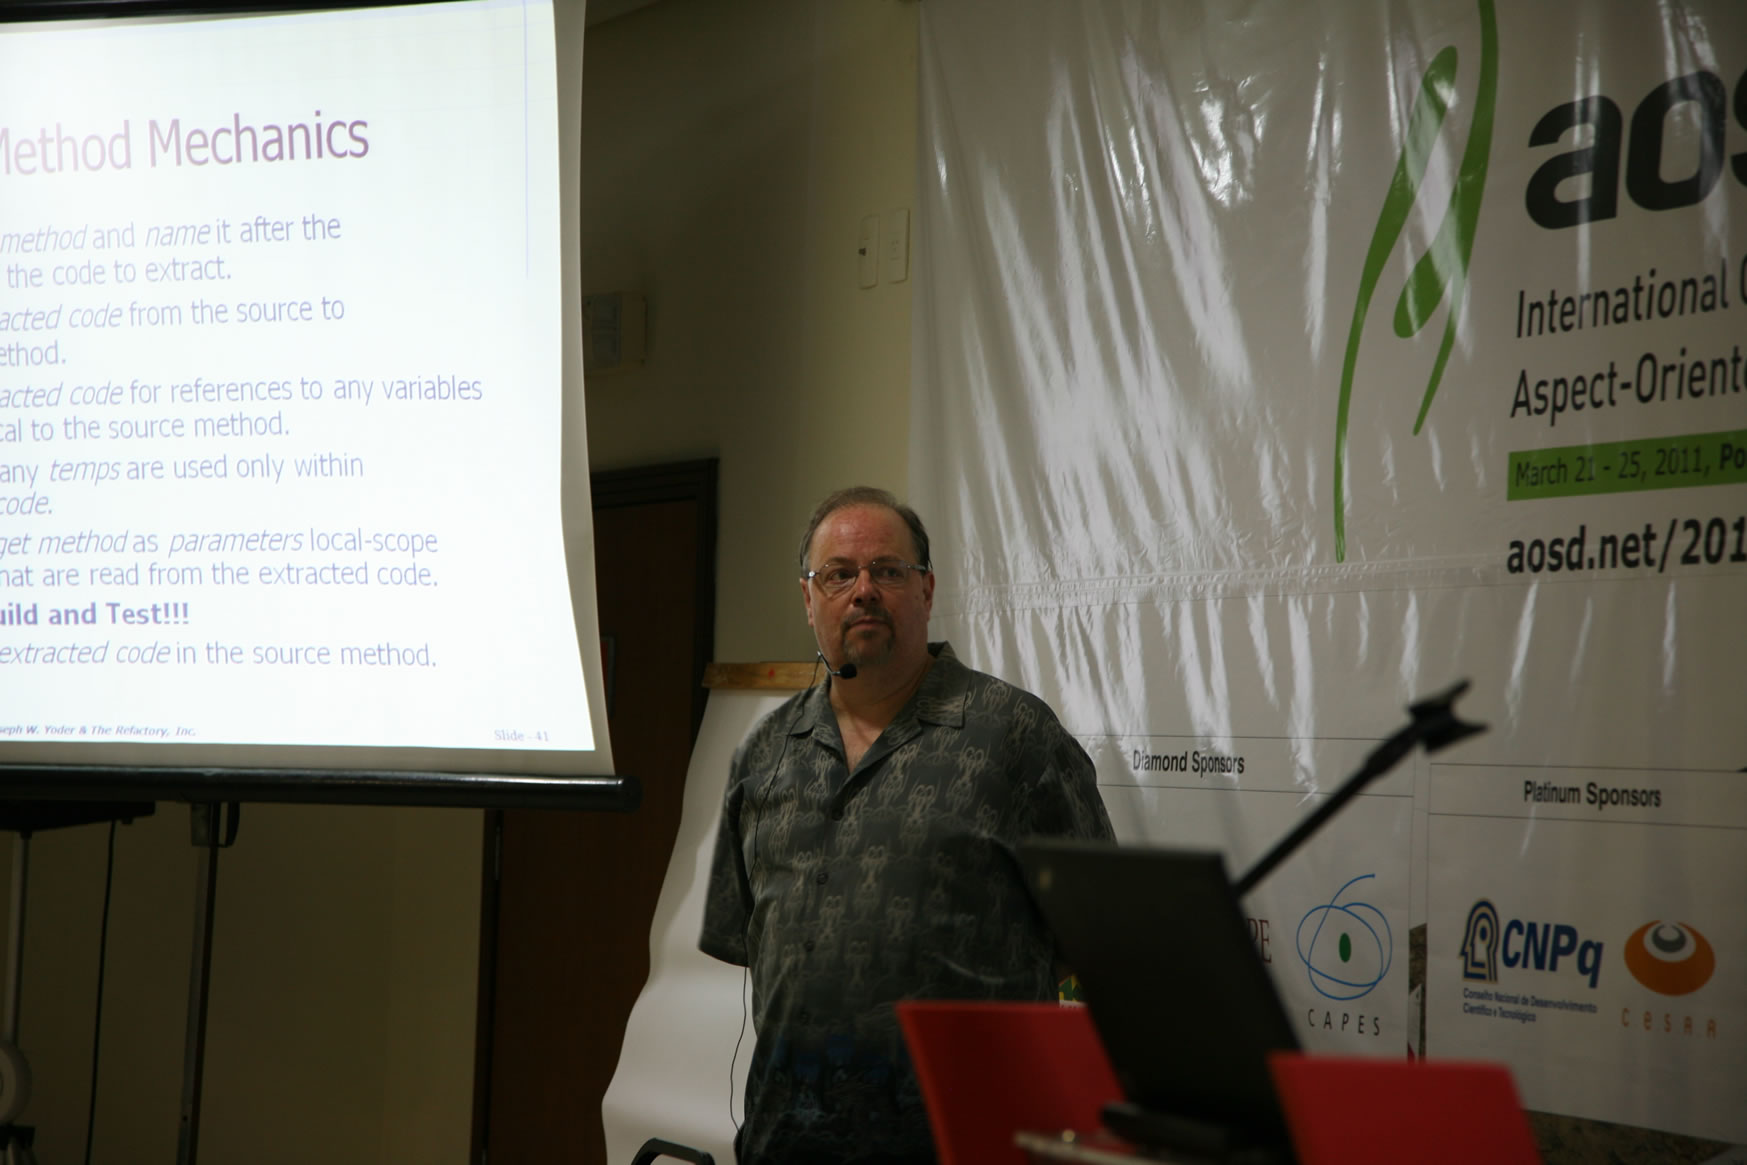 Method Mechanics
method and name it after the
the code to extract.
acted code from the source to
ethod.
acted code for references to any variables
cal to the source method.
any temps are used only within
code.
get method as parameters local-scope
hat are read from the extracted code.
uild and Test!!!
extracted code in the source method.
seph W. Yoder & The Refactory, Inc.
Slide - 41
aos
International C
Aspect-Oriente
March 21 - 25, 2011, Po
aosd.net/201
Diamond Sponsors
Platinum Sponsors
PE
CAPES
CNPq
Conselho Nacional de Desenvolvimento
Científico e Tecnológico
CESAR